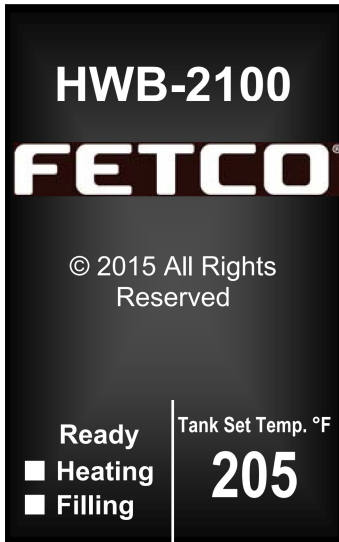 HWB-2100
FETCO®
© 2015 All Rights
Reserved
Ready
Heating
Filling
Tank Set Temp. °F
205